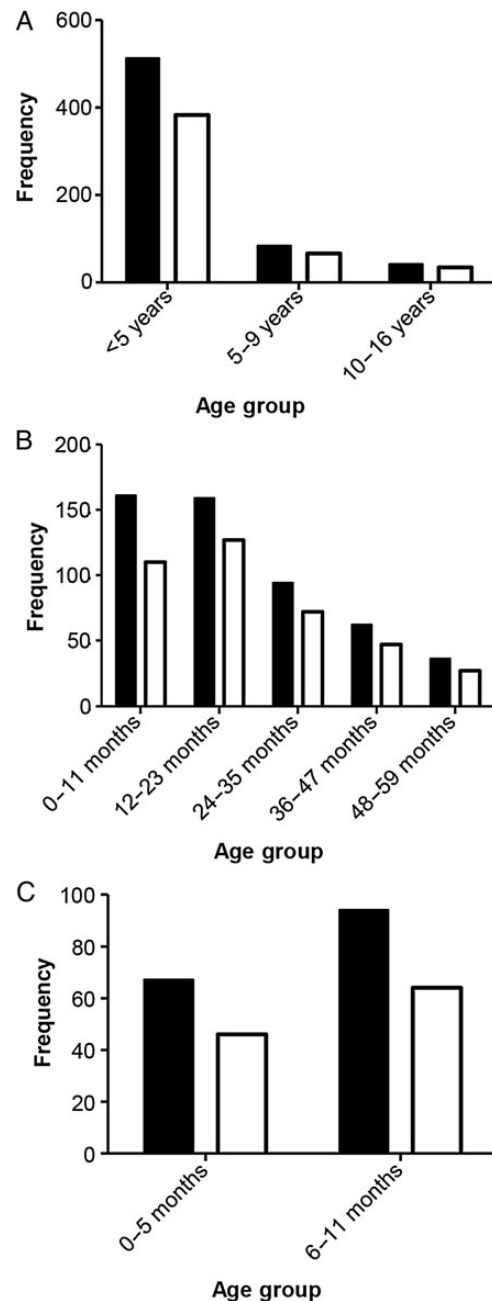 A
600
400
200
0
Frequency
<5 years
5–9 years
10–16 years
Age group
B
200
150
100
50
0
Frequency
0–11 months
12–23 months
24–35 months
36–47 months
48–59 months
Age group
C
100
80
60
40
20
0
Frequency
0–5 months
6–11 months
Age group